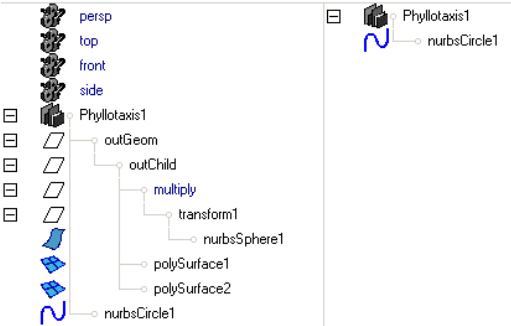 persp
top
front
side
Phyllotaxis1
outGeom
outChild
multiply
transform1
nurbsSphere1
polySurface1
polySurface2
nurbsCircle1
Phyllotaxis1
nurbsCircle1